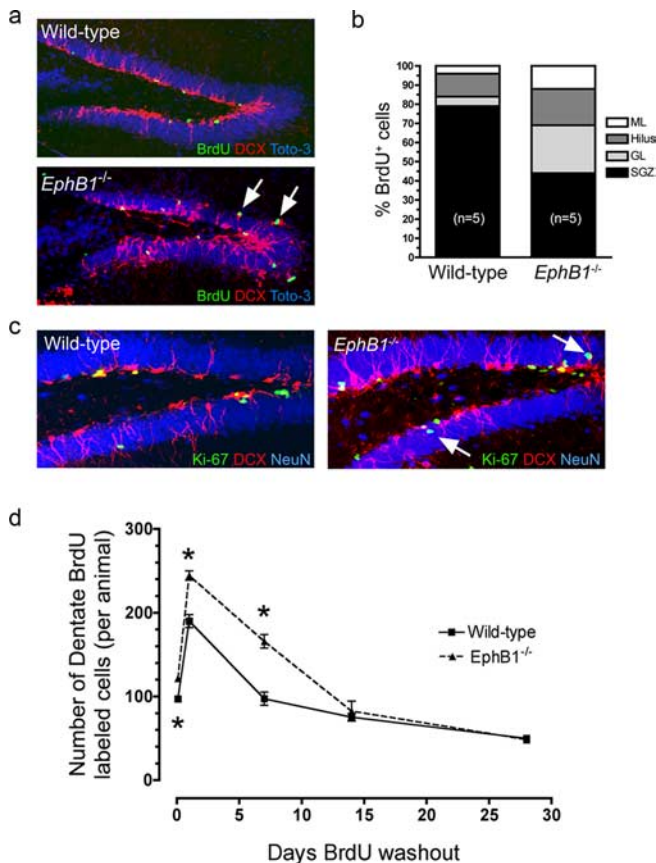 a
Wild-type
BrdU DCX Toto-3
EphB1-/-
BrdU DCX Toto-3
b
% BrdU+ cells
100
90
80
70
60
50
40
30
20
10
0
(n=5)
(n=5)
Wild-type
EphB1-/-
ML
Hilus
GL
SGZ
c
Wild-type
Ki-67 DCX NeuN
EphB1-/-
Ki-67 DCX NeuN
d
Number of Dentate BrdU
labeled cells (per animal)
300
200
100
0
*
*
*
Wild-type
EphB1-/-
0
5
10
15
20
25
30
Days BrdU washout